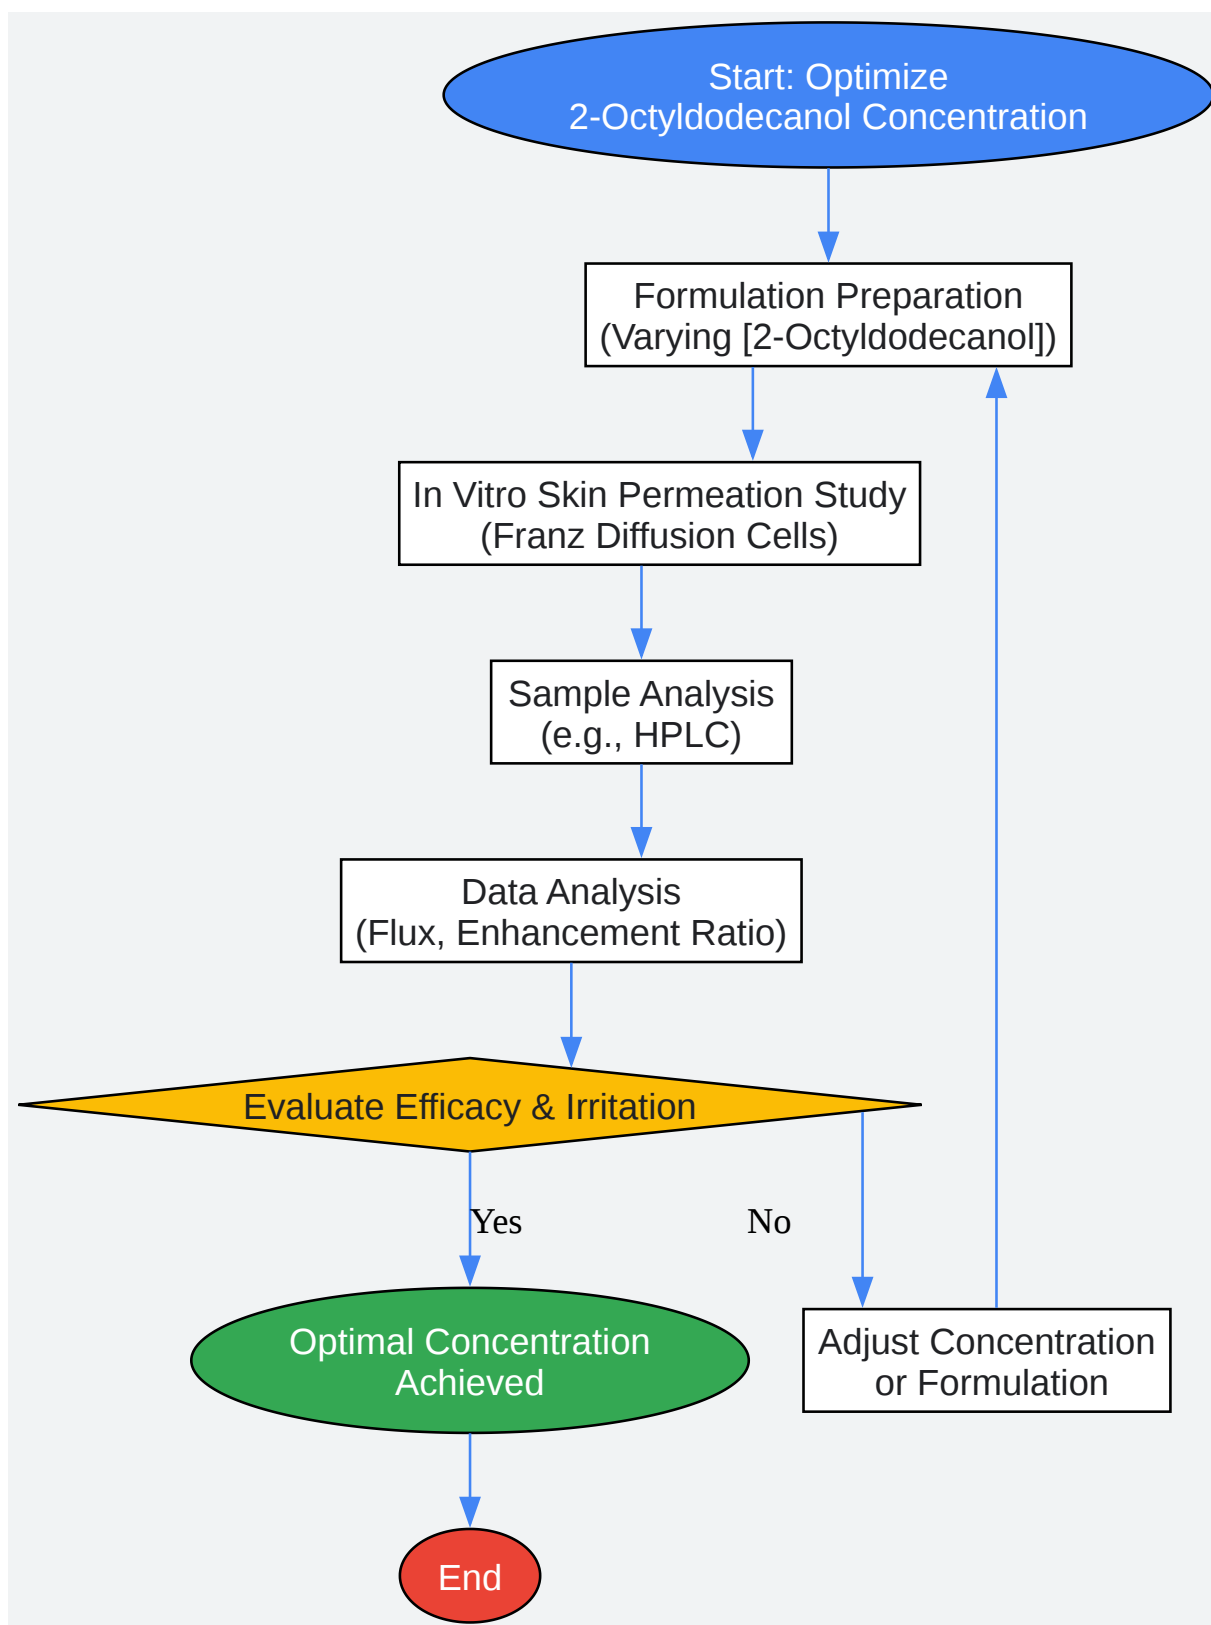 Start: Optimize
2-Octyldodecanol Concentration
Formulation Preparation
(Varying [2-Octyldodecanol])
In Vitro Skin Permeation Study
(Franz Diffusion Cells)
Sample Analysis
(e.g., HPLC)
Data Analysis
(Flux, Enhancement Ratio)
Evaluate Efficacy & Irritation
Yes
No
Optimal Concentration
Achieved
Adjust Concentration
or Formulation
End